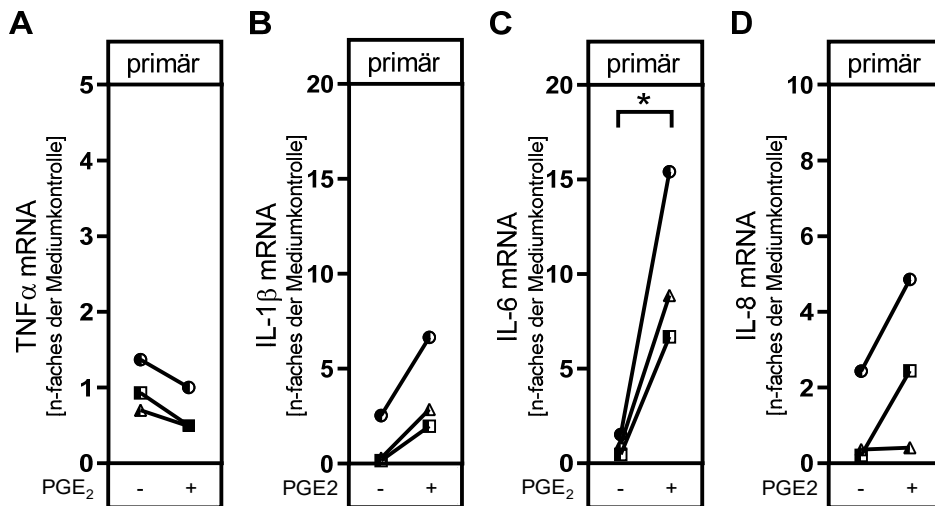 A
primär
TNFα mRNA
[n-faches der Mediumkontrolle]
5
4
3
2
1
0
PGE₂ - +
B
primär
IL-1β mRNA
[n-faches der Mediumkontrolle]
20
15
10
5
0
PGE2 - +
C
primär
IL-6 mRNA
[n-faches der Mediumkontrolle]
20
15
10
5
0
*
PGE₂ - +
D
primär
IL-8 mRNA
[n-faches der Mediumkontrolle]
10
8
6
4
2
0
PGE2 - +